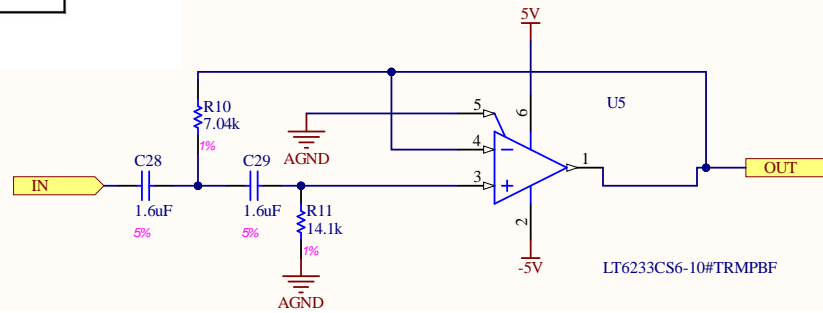 5V
R10
7.04k
1%
5
6
U5
AGND
4
1
C28
C29
IN
OUT
3
1.6uF
1.6uF
R11
14.1k
5%
5%
1%
2
-5V
LT6233CS6-10#TRMPBF
AGND